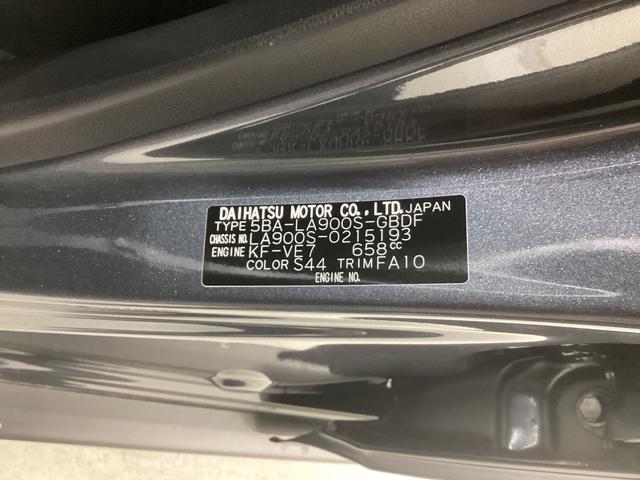 DAIHATSU MOTOR CO., LTD. JAPAN
TYPE 5BA-LA900S-GBDF
CHASSIS NO. LA900S-0215193
ENGINE KF-VE7 658cc
COLOR S44 TRIM FA10
ENGINE NO.